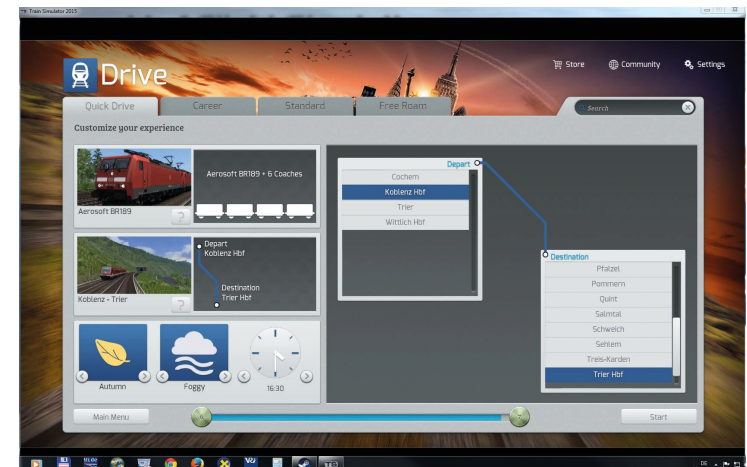 Train Simulator 2015
Drive
Store
Community
Settings
Quick Drive
Career
Standard
Free Roam
Search
Customize your experience
Aerosoft BR189 + 6 Coaches
Aerosoft BR189
?
Depart
Koblenz Hbf
Destination
Trier Hbf
Koblenz - Trier
?
Autumn
Foggy
16:30
Depart
Cochem
Koblenz Hbf
Trier
Wittlich Hbf
Destination
Pfalzel
Pommern
Quint
Salmtal
Schweich
Sehlem
Treis-Karden
Trier Hbf
Main Menu
Start
DE